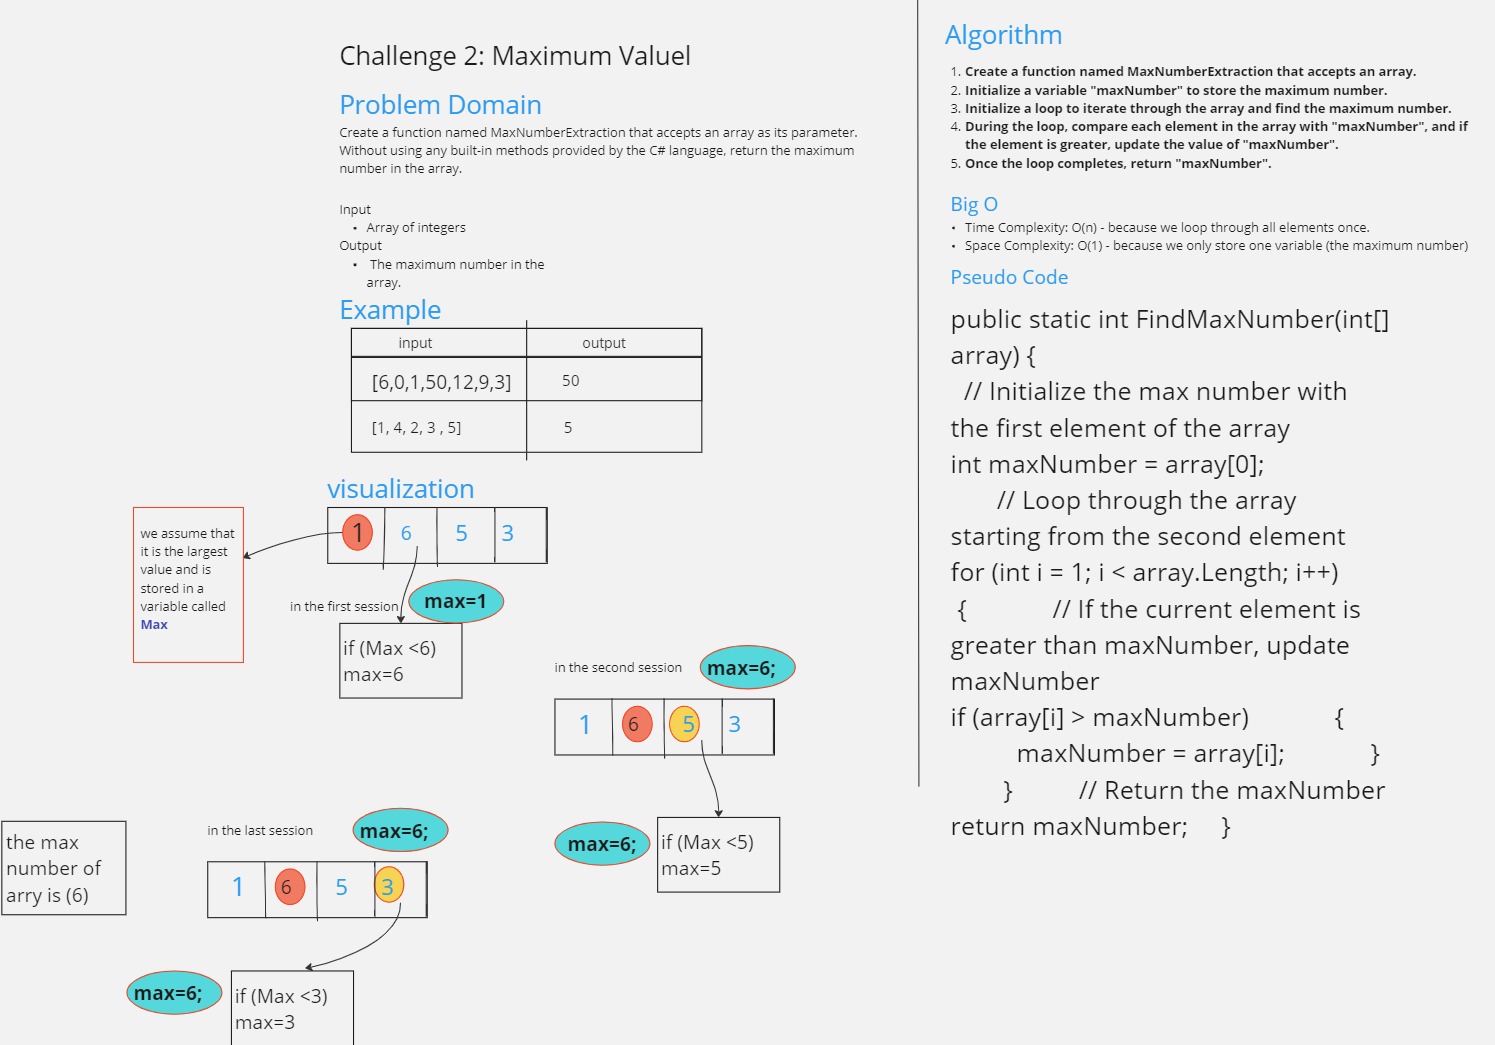 Challenge 2: Maximum Valuel
Problem Domain
Create a function named MaxNumberExtraction that accepts an array as its parameter.
Without using any built-in methods provided by the C# language, return the maximum
number in the array.
Input
• Array of integers
Output
• The maximum number in the
array.
Example
input output
[6,0,1,50,12,9,3] 50
[1, 4, 2, 3 , 5] 5
visualization
1 6 5 3
we assume that
it is the largest
value and is
stored in a
variable called
Max
in the first session
max=1
if (Max <6)
max=6
in the second session
max=6;
1 6 5 3
max=6;
if (Max <5)
max=5
in the last session
max=6;
1 6 5 3
the max
number of
arry is (6)
max=6;
if (Max <3)
max=3
Algorithm
1. Create a function named MaxNumberExtraction that accepts an array.
2. Initialize a variable "maxNumber" to store the maximum number.
3. Initialize a loop to iterate through the array and find the maximum number.
4. During the loop, compare each element in the array with "maxNumber", and if
the element is greater, update the value of "maxNumber".
5. Once the loop completes, return "maxNumber".
Big O
• Time Complexity: O(n) - because we loop through all elements once.
• Space Complexity: O(1) - because we only store one variable (the maximum number)
Pseudo Code
public static int FindMaxNumber(int[]
array) {
// Initialize the max number with
the first element of the array
int maxNumber = array[0];
// Loop through the array
starting from the second element
for (int i = 1; i < array.Length; i++)
{ // If the current element is
greater than maxNumber, update
maxNumber
if (array[i] > maxNumber) {
maxNumber = array[i]; }
} // Return the maxNumber
return maxNumber; }